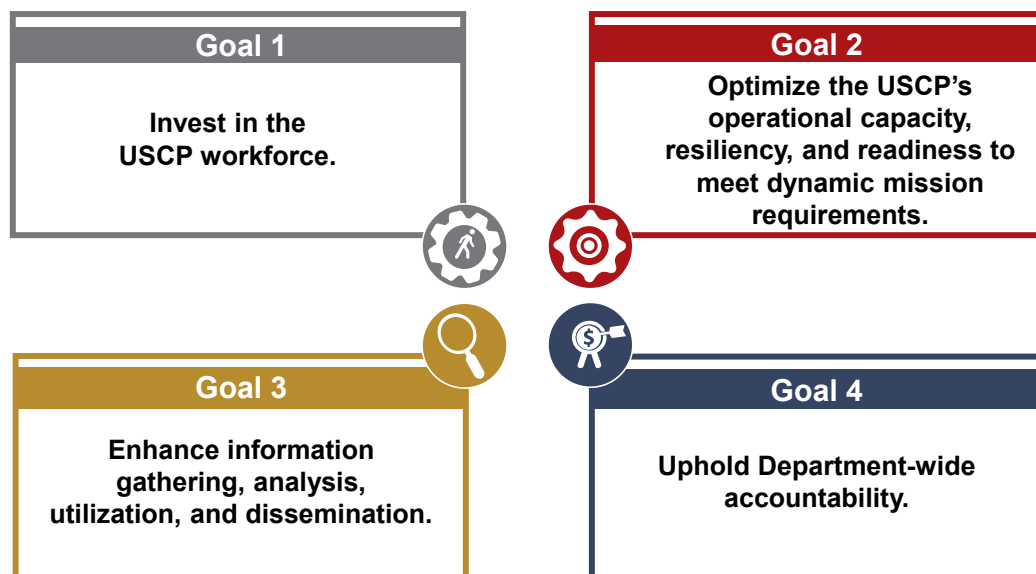 Goal 1
Invest in the
USCP workforce.
Goal 2
Optimize the USCP's
operational capacity,
resiliency, and readiness to
meet dynamic mission
requirements.
$
Goal 3
Enhance information
gathering, analysis,
utilization, and dissemination.
Goal 4
Uphold Department-wide
accountability.